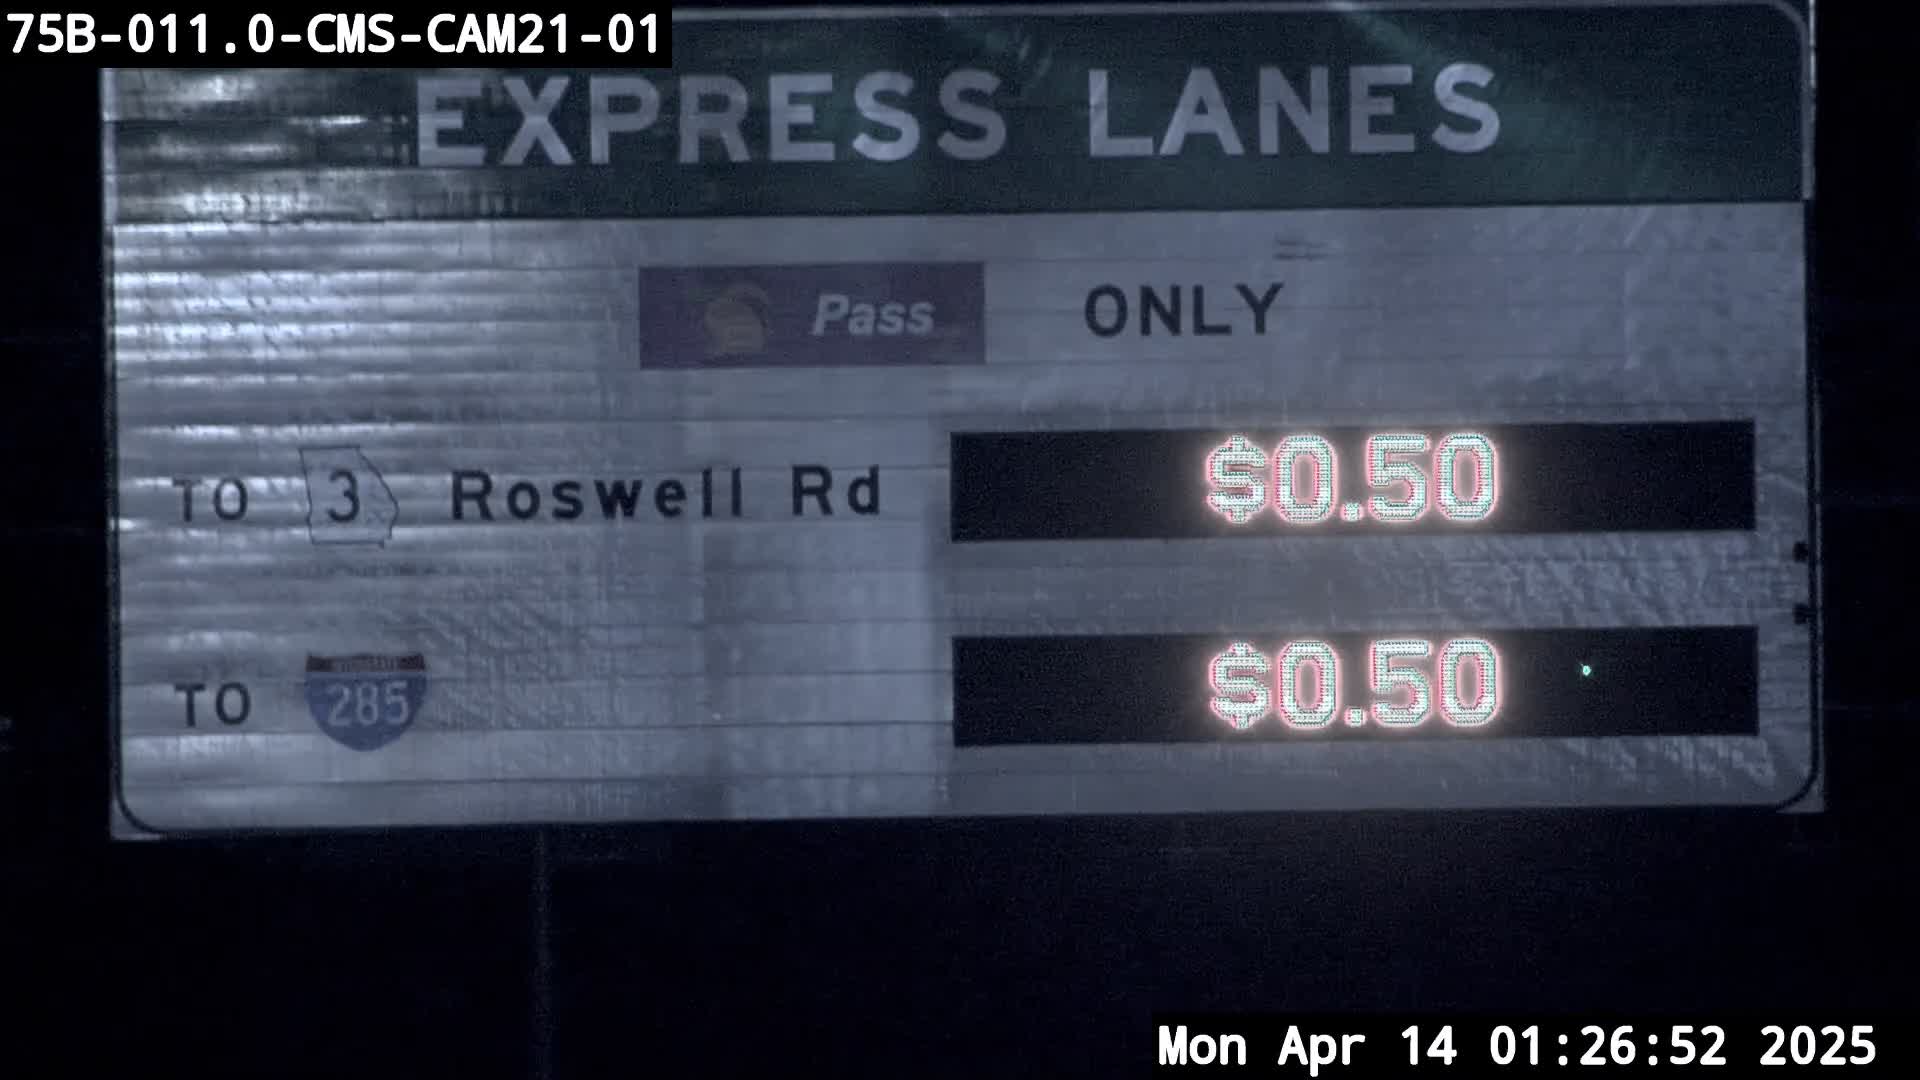 75B-011.0-CMS-CAM21-01
EXPRESS LANES
Pass ONLY
TO 3 Roswell Rd $0.50
TO 285 $0.50
Mon Apr 14 01:26:52 2025